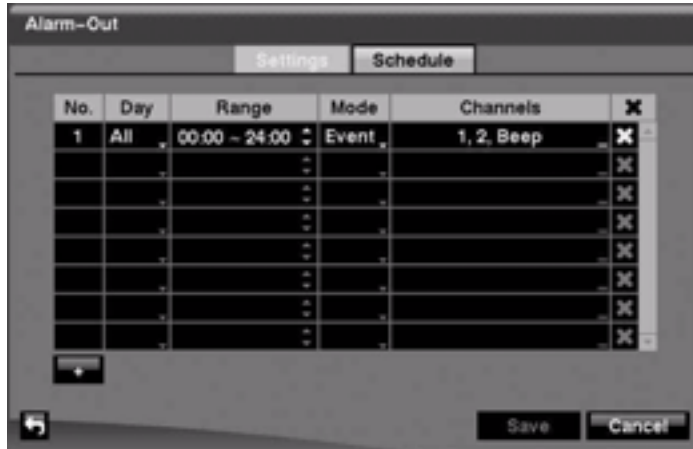 Alarm-Out
Settings Schedule
No. Day Range Mode Channels ×
1 All 00:00 ~ 24:00 Event 1, 2, Beep ×
×
×
×
×
×
×
×
+
Save Cancel